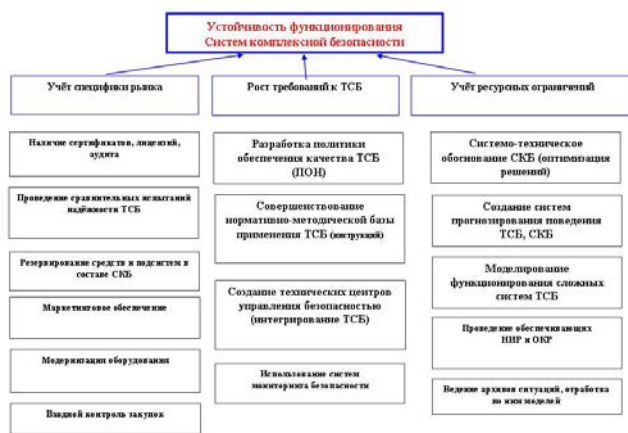 Устойчивость функционирования
Систем комплексной безопасности
Учёт специфики рынка
Рост требований к ТСБ
Учёт ресурсных ограничений
Наличие сертификатов, лицензий,
аудита
Проведение сравнительных испытаний
надёжности ТСБ
Резервирование средств и подсистем в
составе СКБ
Маркетинговое обеспечение
Модернизация оборудования
Входной контроль закупок
Разработка политики
обеспечения качества ТСБ
(ПОН)
Совершенствование
нормативно-методической базы
применения ТСБ (инструкций)
Создание технических центров
управления безопасностью
(интегрирование ТСБ)
Использование систем
мониторинга безопасности
Системо-техническое
обоснование СКБ (оптимизация
решений)
Создание систем
прогнозирования поведения
ТСБ, СКБ
Моделирование
функционирования сложных
систем ТСБ
Проведение обеспечивающих
НИР и ОКР
Ведение архивов ситуаций, отработка
по ним моделей